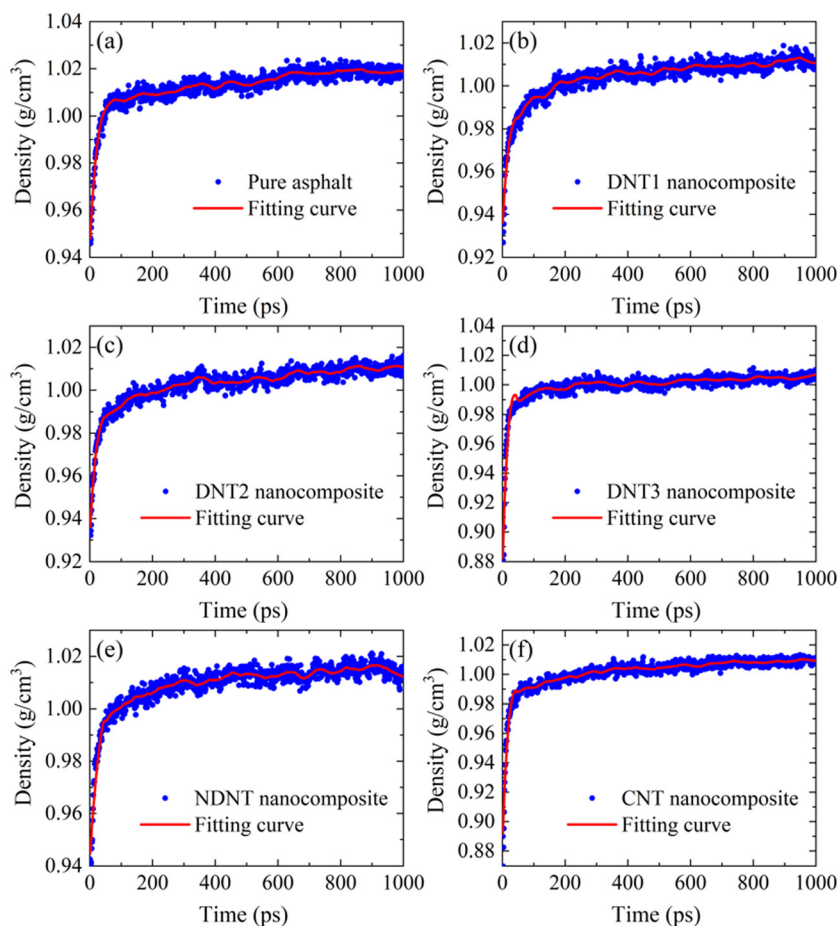 (a)
Density (g/cm³)
1.04
1.02
1.00
0.98
0.96
0.94
Pure asphalt
Fitting curve
0 200 400 600 800 1000
Time (ps)
(b)
Density (g/cm³)
1.02
1.00
0.98
0.96
0.94
0.92
DNT1 nanocomposite
Fitting curve
0 200 400 600 800 1000
Time (ps)
(c)
Density (g/cm³)
1.02
1.00
0.98
0.96
0.94
0.92
DNT2 nanocomposite
Fitting curve
0 200 400 600 800 1000
Time (ps)
(d)
Density (g/cm³)
1.04
1.02
1.00
0.98
0.96
0.94
0.92
0.90
0.88
DNT3 nanocomposite
Fitting curve
0 200 400 600 800 1000
Time (ps)
(e)
Density (g/cm³)
1.02
1.00
0.98
0.96
0.94
NDNT nanocomposite
Fitting curve
0 200 400 600 800 1000
Time (ps)
(f)
Density (g/cm³)
1.02
1.00
0.98
0.96
0.94
0.92
0.90
0.88
CNT nanocomposite
Fitting curve
0 200 400 600 800 1000
Time (ps)